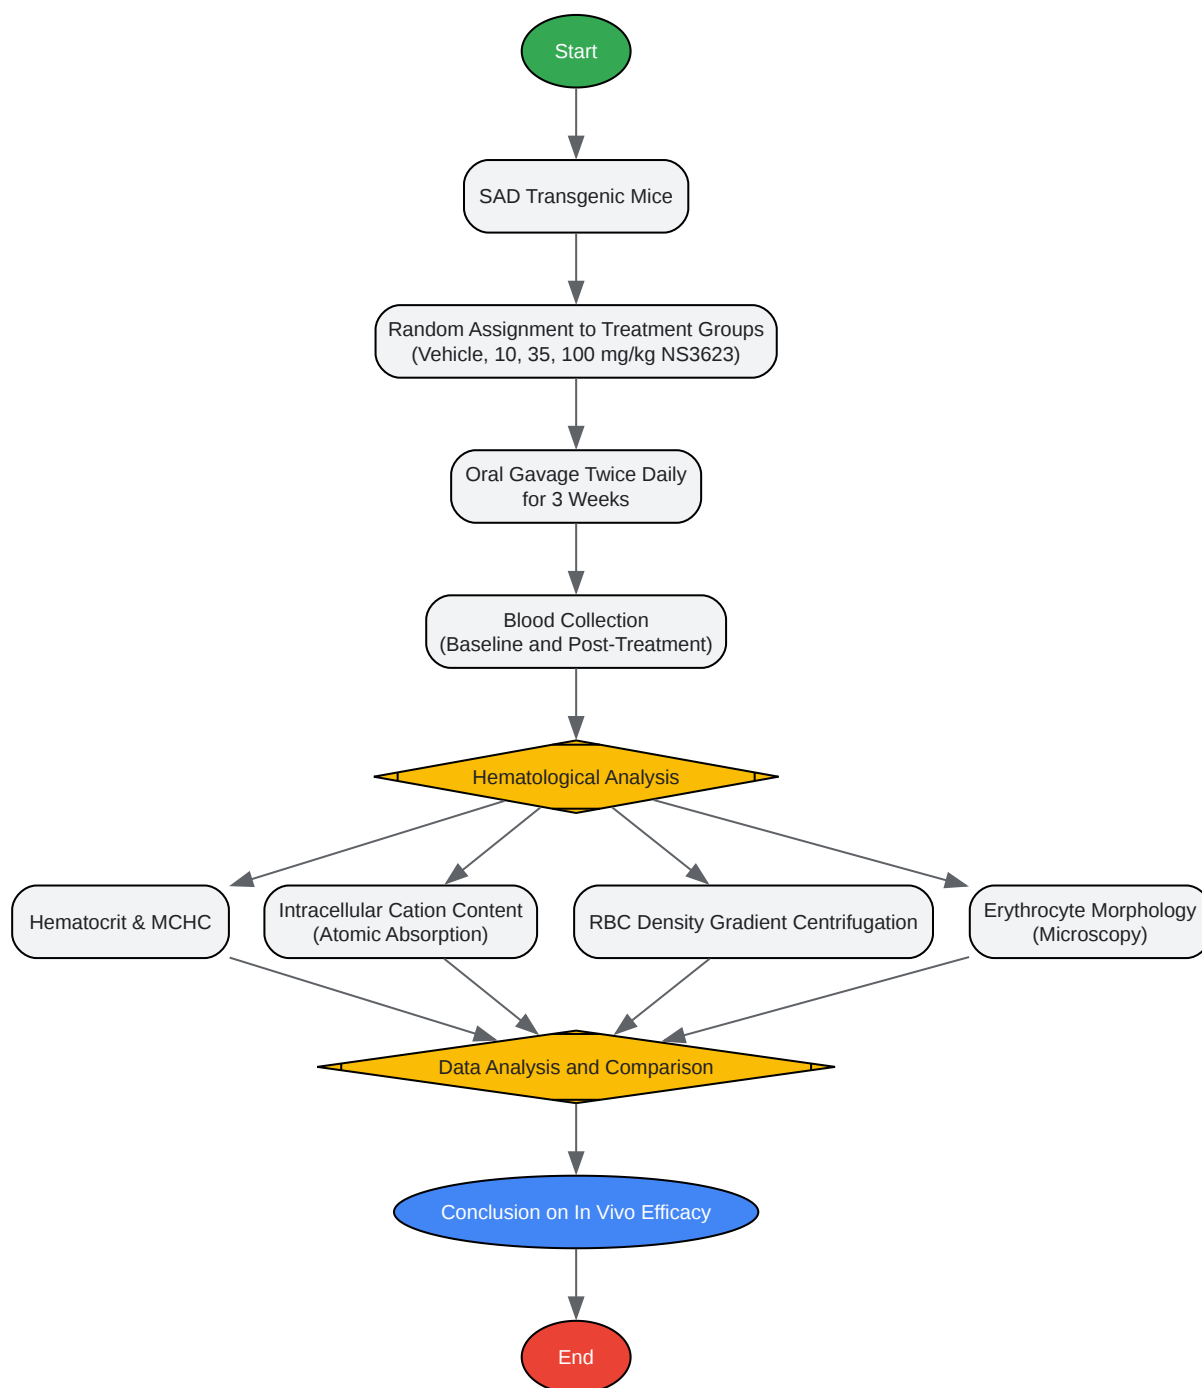 Start
SAD Transgenic Mice
Random Assignment to Treatment Groups
(Vehicle, 10, 35, 100 mg/kg NS3623)
Oral Gavage Twice Daily
for 3 Weeks
Blood Collection
(Baseline and Post-Treatment)
Hematological Analysis
Hematocrit & MCHC
Intracellular Cation Content
(Atomic Absorption)
RBC Density Gradient Centrifugation
Erythrocyte Morphology
(Microscopy)
Data Analysis and Comparison
Conclusion on In Vivo Efficacy
End